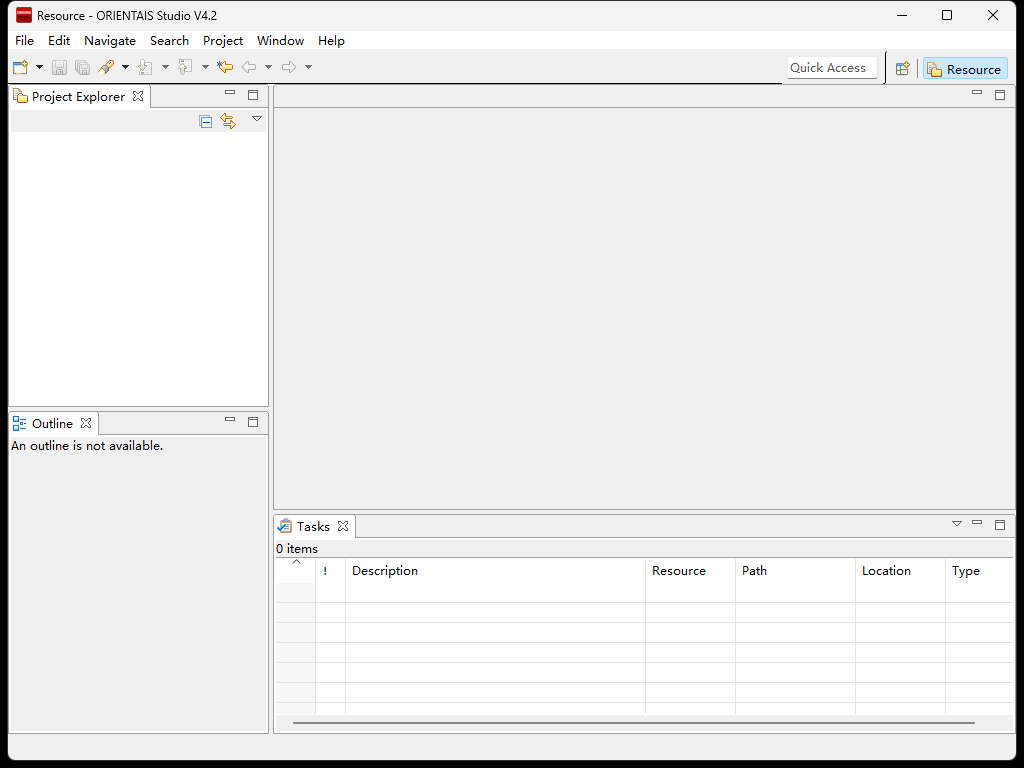 Resource - ORIENTAIS Studio V4.2
File Edit Navigate Search Project Window Help
Quick Access
Resource
Project Explorer
Outline
An outline is not available.
Tasks
0 items
! Description Resource Path Location Type